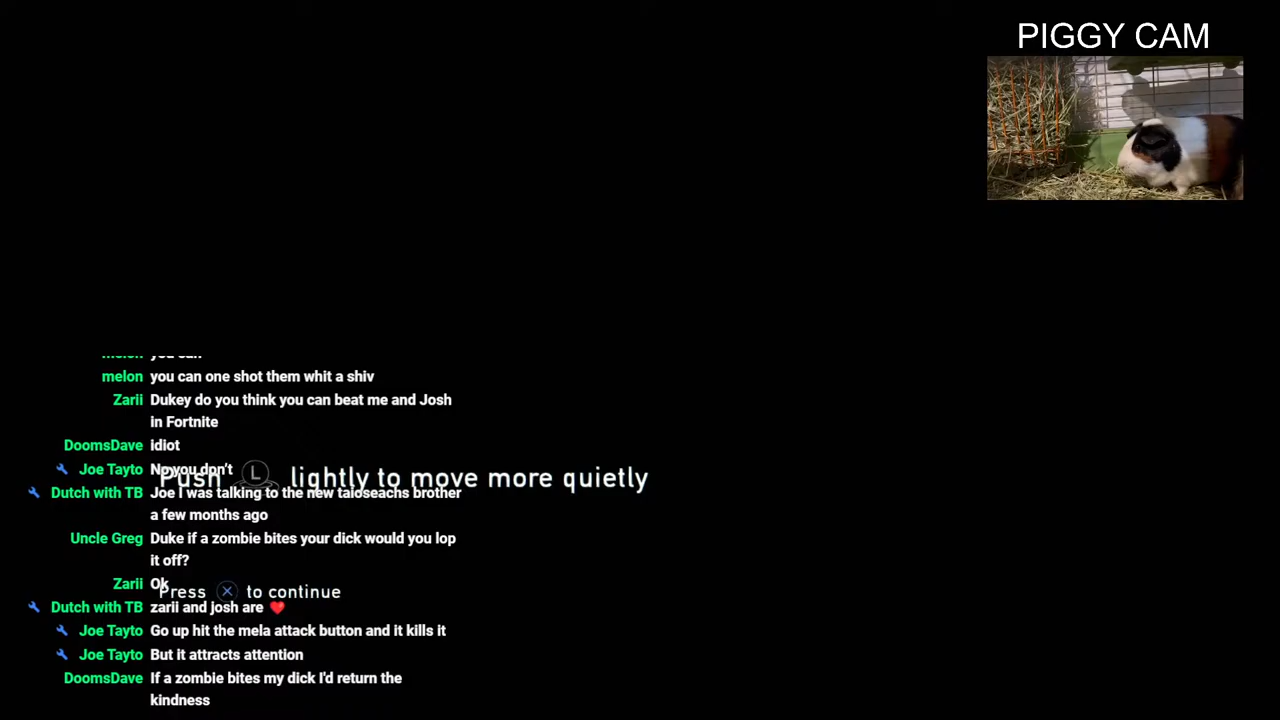 PIGGY CAM
melon you can
melon you can one shot them whit a shiv
Zarii Dukey do you think you can beat me and Josh
in Fortnite
DoomsDave idiot
Joe Tayto No you don't
Push L lightly to move more quietly
Dutch with TB Joe I was talking to the new taioseachs brother
a few months ago
Uncle Greg Duke if a zombie bites your dick would you lop
it off?
Zarii Ok
Press X to continue
Dutch with TB zarii and josh are ❤️
Joe Tayto Go up hit the mela attack button and it kills it
Joe Tayto But it attracts attention
DoomsDave If a zombie bites my dick I'd return the
kindness